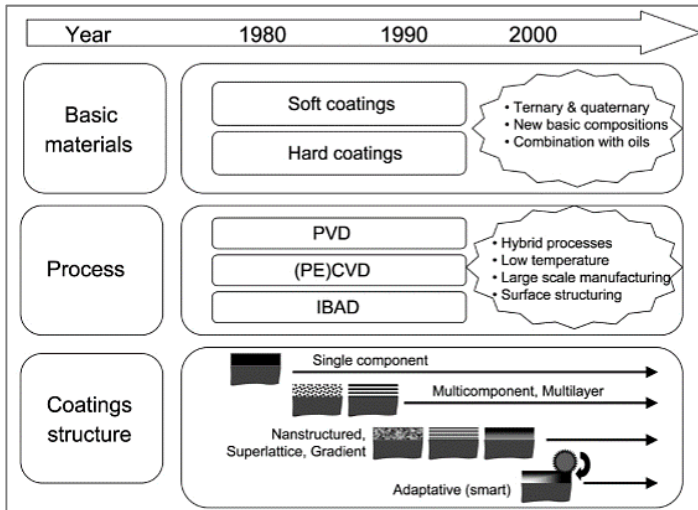 Year 1980 1990 2000
Basic
materials
Soft coatings
Hard coatings
• Ternary & quaternary
• New basic compositions
• Combination with oils
Process
PVD
(PE)CVD
IBAD
• Hybrid processes
• Low temperature
• Large scale manufacturing
• Surface structuring
Coatings
structure
Single component
Multicomponent, Multilayer
Nanstructured,
Superlattice, Gradient
Adaptative (smart)